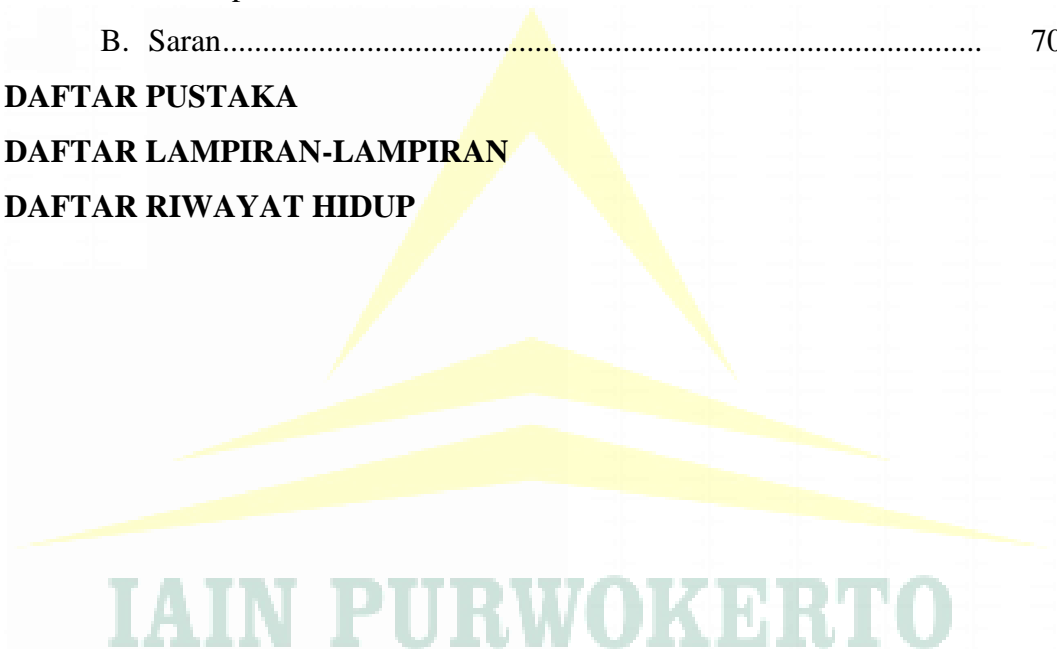 B. Saran............................................................................................... 70
DAFTAR PUSTAKA
DAFTAR LAMPIRAN-LAMPIRAN
DAFTAR RIWAYAT HIDUP
IAIN PURWOKERTO